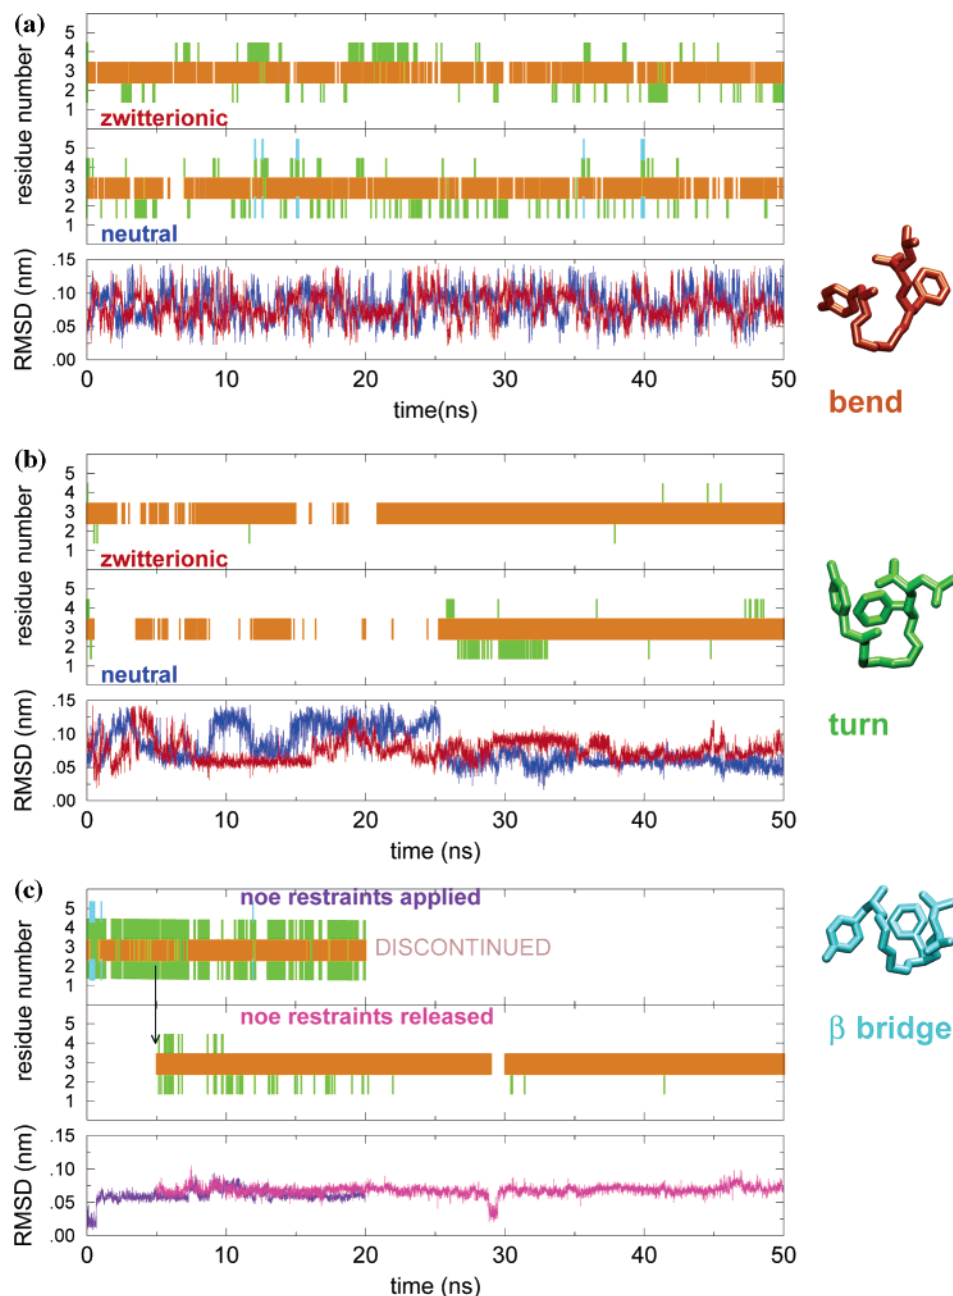 (a)
5
4
3
2
1
zwitterionic
residue number
5
4
3
2
1
neutral
RMSD (nm)
.15
.10
.05
.00
0 10 20 30 40 50
time(ns)
bend
(b)
5
4
3
2
1
zwitterionic
residue number
5
4
3
2
1
neutral
RMSD (nm)
.15
.10
.05
.00
0 10 20 30 40 50
time (ns)
turn
(c)
noe restraints applied
5
4
3
2
1
DISCONTINUED
residue number
noe restraints released
5
4
3
2
1
RMSD (nm)
.15
.10
.05
.00
0 10 20 30 40 50
time (ns)
β bridge